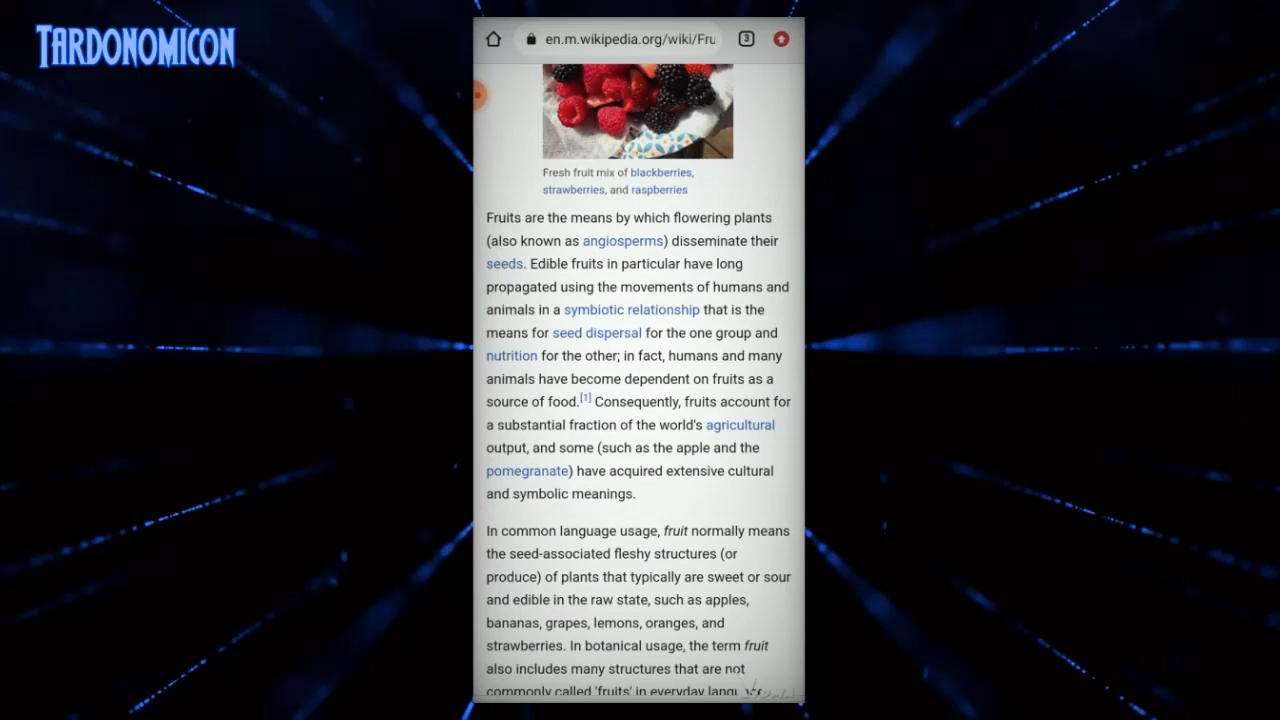 TARDONOMICON
en.m.wikipedia.org/wiki/Fru
3
Fresh fruit mix of blackberries,
strawberries, and raspberries
Fruits are the means by which flowering plants
(also known as angiosperms) disseminate their
seeds. Edible fruits in particular have long
propagated using the movements of humans and
animals in a symbiotic relationship that is the
means for seed dispersal for the one group and
nutrition for the other; in fact, humans and many
animals have become dependent on fruits as a
source of food.[1] Consequently, fruits account for
a substantial fraction of the world's agricultural
output, and some (such as the apple and the
pomegranate) have acquired extensive cultural
and symbolic meanings.
In common language usage, fruit normally means
the seed-associated fleshy structures (or
produce) of plants that typically are sweet or sour
and edible in the raw state, such as apples,
bananas, grapes, lemons, oranges, and
strawberries. In botanical usage, the term fruit
also includes many structures that are not
commonly called 'fruits' in everyday